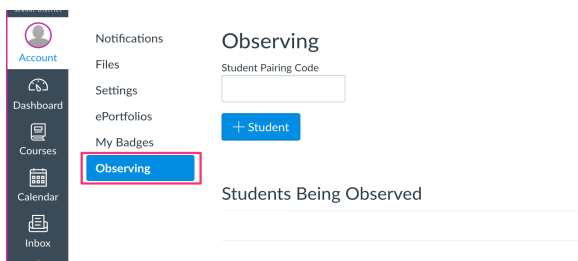 Account
Dashboard
Courses
Calendar
Inbox
Notifications
Files
Settings
ePortfolios
My Badges
Observing
Observing
Student Pairing Code
+ Student
Students Being Observed